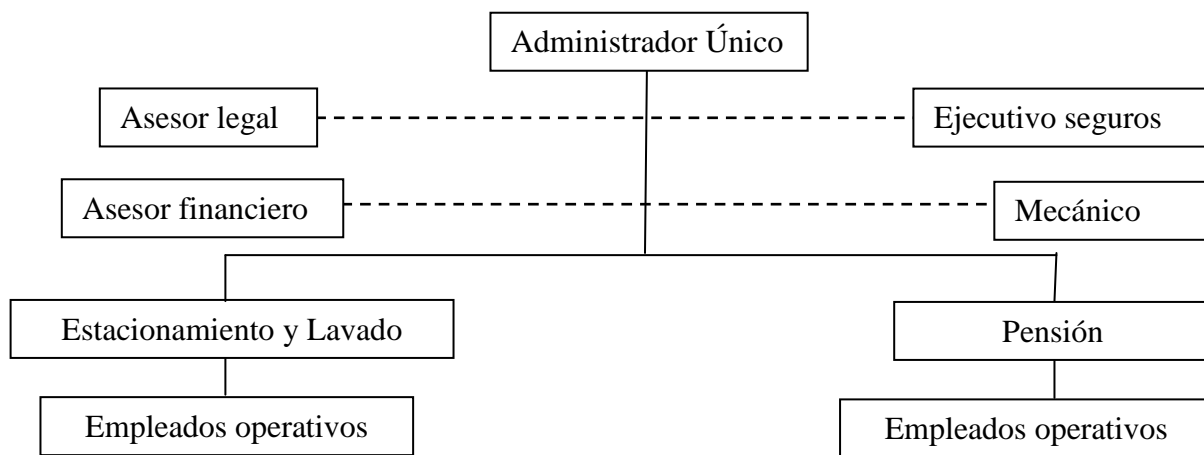 Administrador Único
Asesor legal
Ejecutivo seguros
Asesor financiero
Mecánico
Estacionamiento y Lavado
Pensión
Empleados operativos
Empleados operativos